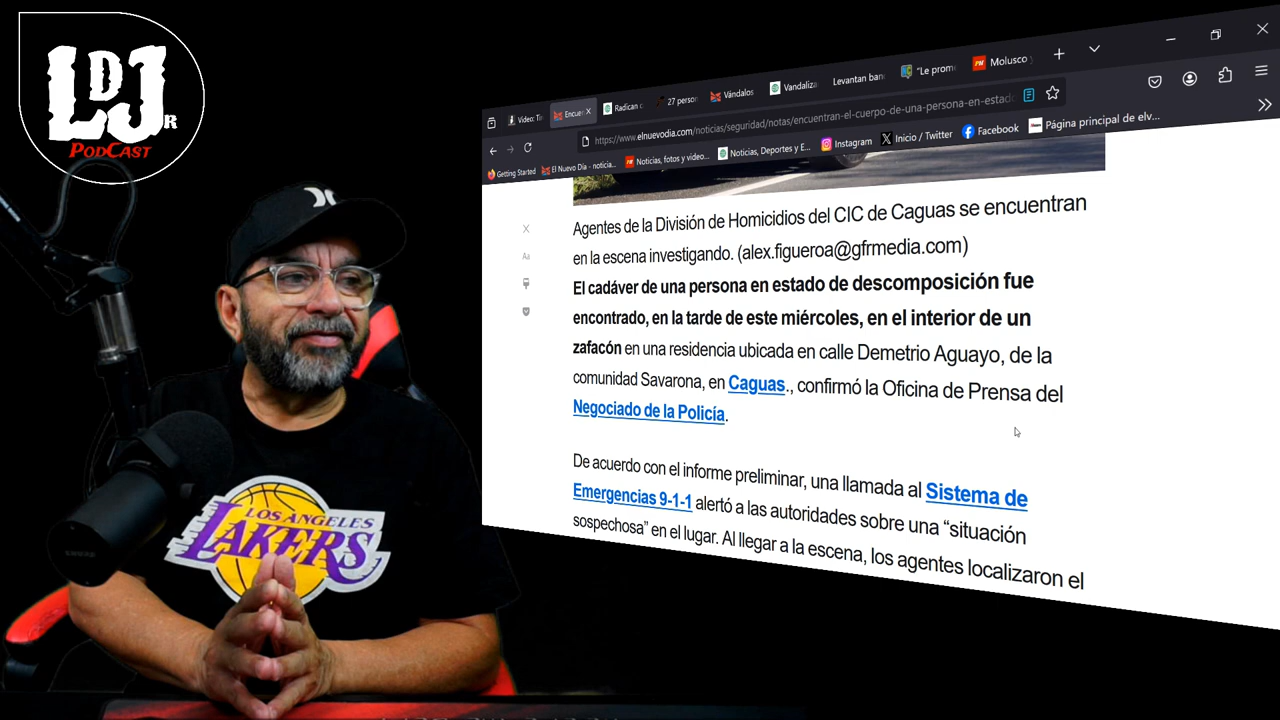 LDJR
PODCAST
Video: Ti
Encue
Radican c
27 person
Vándalos
Vandaliza
Levantan ban
"Le prom
Molusco y
https://www.elnuevodia.com/noticias/seguridad/notas/encuentran-el-cuerpo-de-una-persona-en-estado
Getting Started
El Nuevo Día - noticia...
Noticias, fotos y video...
Noticias, Deportes y E...
Instagram
X Inicio / Twitter
Facebook
Página principal de elv...
Aa
Agentes de la División de Homicidios del CIC de Caguas se encuentran
en la escena investigando. (alex.figueroa@gfrmedia.com)
El cadáver de una persona en estado de descomposición fue
encontrado, en la tarde de este miércoles, en el interior de un
zafacón en una residencia ubicada en calle Demetrio Aguayo, de la
comunidad Savarona, en Caguas., confirmó la Oficina de Prensa del
Negociado de la Policía.
De acuerdo con el informe preliminar, una llamada al Sistema de
Emergencias 9-1-1 alertó a las autoridades sobre una “situación
sospechosa” en el lugar. Al llegar a la escena, los agentes localizaron el
LOS ANGELES
LAKERS
SHURE